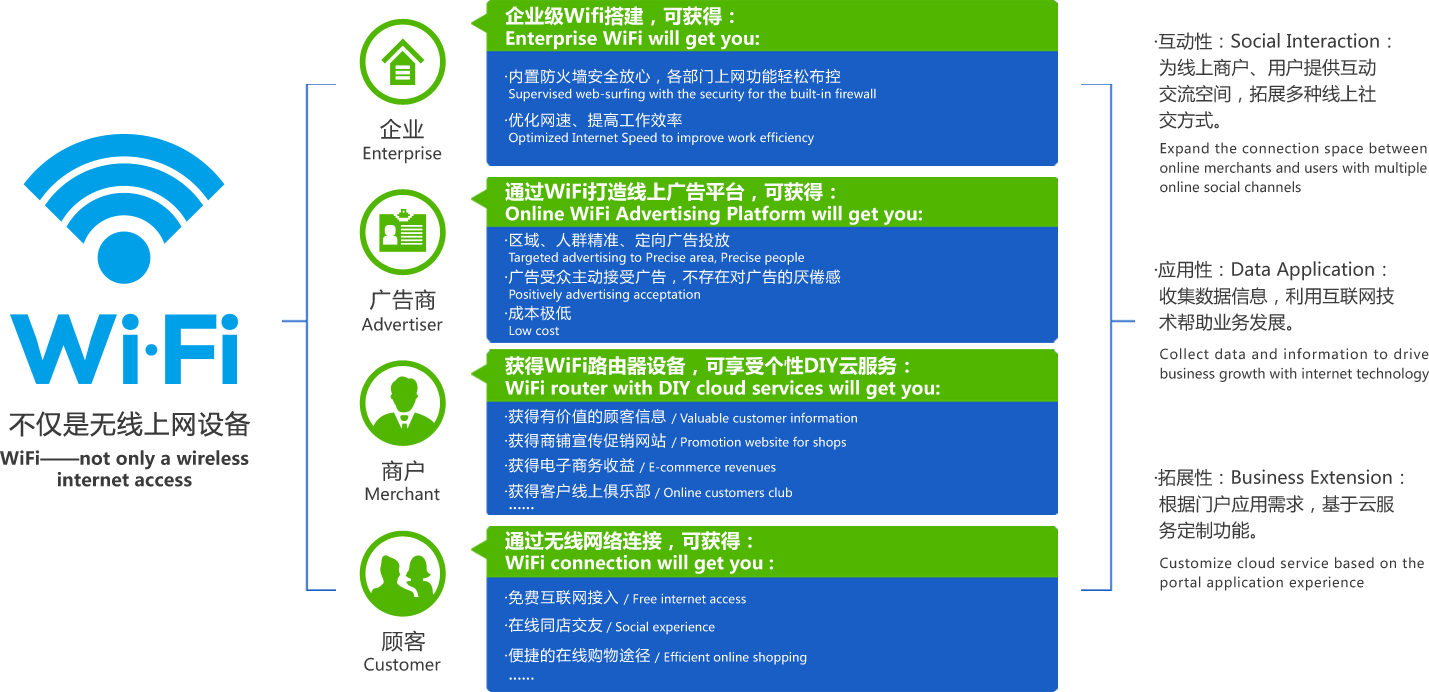 Wi·Fi
不仅是无线上网设备
WiFi——not only a wireless
internet access
企业
Enterprise
企业级Wifi搭建，可获得：
Enterprise WiFi will get you:
·内置防火墙安全放心，各部门上网功能轻松布控
Supervised web-surfing with the security for the built-in firewall
·优化网速、提高工作效率
Optimized Internet Speed to improve work efficiency
广告商
Advertiser
通过WiFi打造线上广告平台，可获得：
Online WiFi Advertising Platform will get you:
·区域、人群精准、定向广告投放
Targeted advertising to Precise area, Precise people
·广告受众主动接受广告，不存在对广告的厌倦感
Positively advertising acceptation
·成本极低
Low cost
商户
Merchant
获得WiFi路由器设备，可享受个性DIY云服务：
WiFi router with DIY cloud services will get you:
·获得有价值的顾客信息 / Valuable customer information
·获得商铺宣传促销网站 / Promotion website for shops
·获得电子商务收益 / E-commerce revenues
·获得客户线上俱乐部 / Online customers club
······
顾客
Customer
通过无线网络连接，可获得：
WiFi connection will get you :
·免费互联网接入 / Free internet access
·在线同店交友 / Social experience
·便捷的在线购物途径 / Efficient online shopping
······
·互动性：Social Interaction：
为线上商户、用户提供互动
交流空间，拓展多种线上社
交方式。
Expand the connection space between
online merchants and users with multiple
online social channels
·应用性：Data Application：
收集数据信息，利用互联网技
术帮助业务发展。
Collect data and information to drive
business growth with internet technology
·拓展性：Business Extension：
根据门户应用需求，基于云服
务定制功能。
Customize cloud service based on the
portal application experience